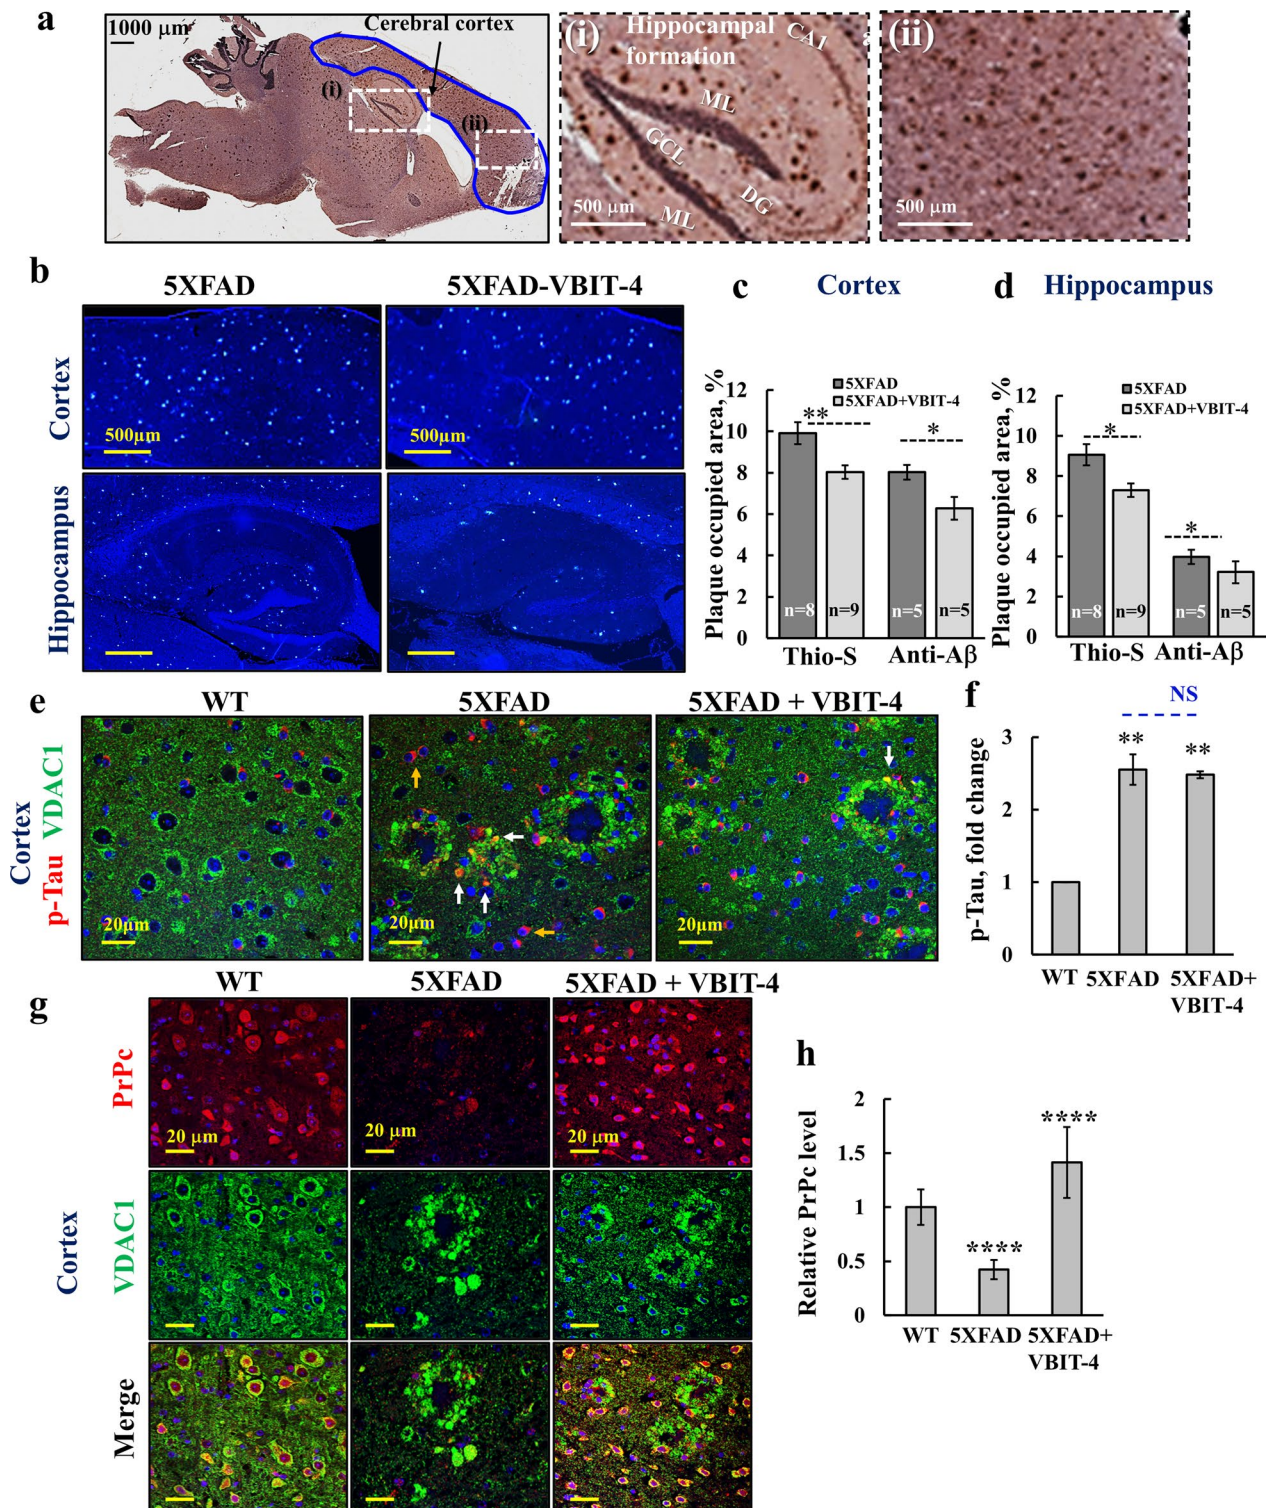 a
1000 µm
Cerebral cortex
(i)
(ii)
(i)
Hippocampal
formation
CA1
ML
GCL
DG
ML
500 µm
(ii)
500 µm
b
5XFAD
5XFAD-VBIT-4
Cortex
500µm
500µm
Hippocampus
c
Cortex
Plaque occupied area, %
12
10
8
6
4
2
0
5XFAD
5XFAD+VBIT-4
**
*
n=8
n=9
n=5
n=5
Thio-S
Anti-Aβ
d
Hippocampus
Plaque occupied area, %
12
10
8
6
4
2
0
5XFAD
5XFAD+VBIT-4
*
*
n=8
n=9
n=5
n=5
Thio-S
Anti-Aβ
e
WT
5XFAD
5XFAD + VBIT-4
Cortex
p-Tau VDAC1
20µm
20µm
20µm
f
NS
p-Tau, fold change
3
2
1
0
**
**
WT
5XFAD
5XFAD+
VBIT-4
g
WT
5XFAD
5XFAD + VBIT-4
Cortex
PrPc
20 µm
20 µm
20 µm
VDAC1
Merge
h
Relative PrPc level
2
1.5
1
0.5
0
****
****
WT
5XFAD
5XFAD+
VBIT-4